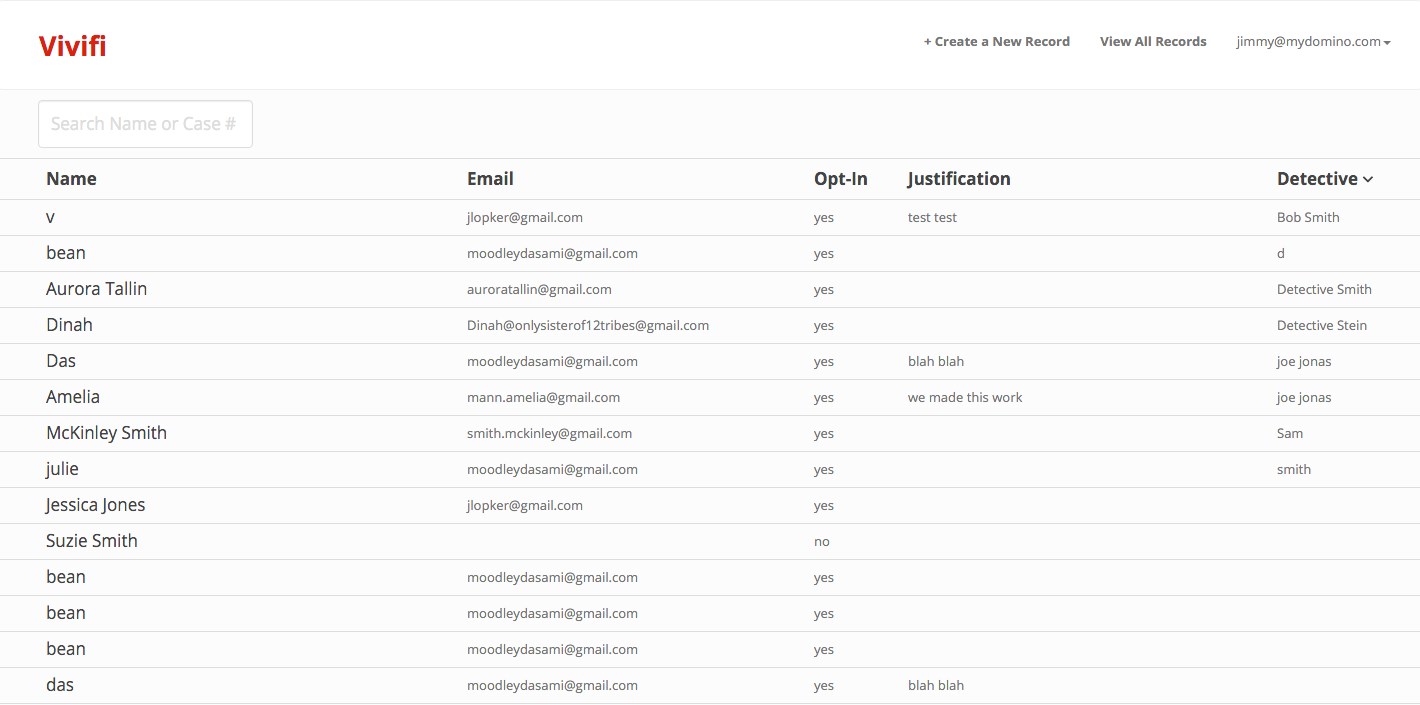 Vivifi
+ Create a New Record View All Records jimmy@mydomino.com
Search Name or Case #
Name Email Opt-In Justification Detective
v jlopker@gmail.com yes test test Bob Smith
bean moodleydasami@gmail.com yes d
Aurora Tallin auroratallin@gmail.com yes Detective Smith
Dinah Dinah@onlysisterof12tribes@gmail.com yes Detective Stein
Das moodleydasami@gmail.com yes blah blah joe jonas
Amelia mann.amelia@gmail.com yes we made this work joe jonas
McKinley Smith smith.mckinley@gmail.com yes Sam
julie moodleydasami@gmail.com yes smith
Jessica Jones jlopker@gmail.com yes
Suzie Smith no
bean moodleydasami@gmail.com yes
bean moodleydasami@gmail.com yes
bean moodleydasami@gmail.com yes
das moodleydasami@gmail.com yes blah blah